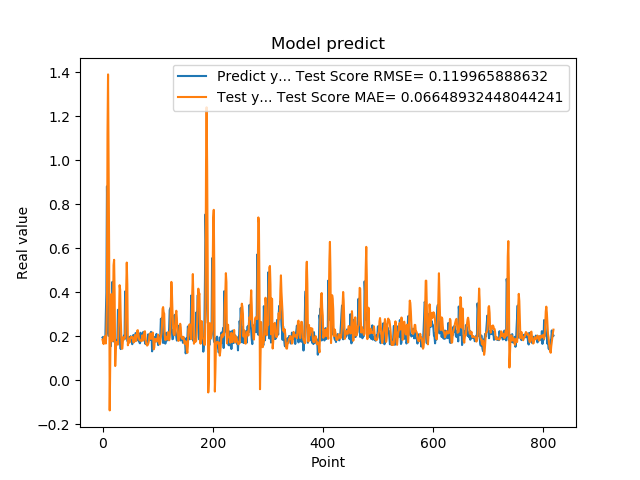 Model predict
Predict y... Test Score RMSE= 0.119965888632
Test y... Test Score MAE= 0.06648932448044241
1.4
1.2
1.0
0.8
0.6
0.4
0.2
0.0
−0.2
Real value
0 200 400 600 800
Point